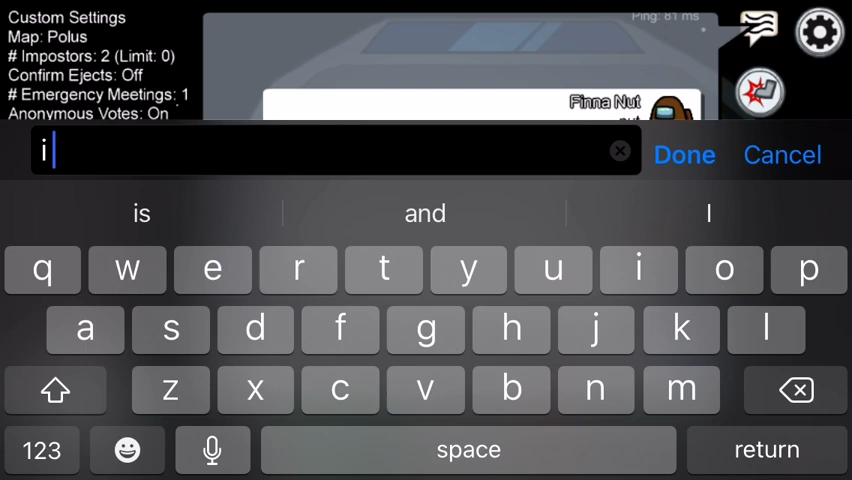 Custom Settings
Map: Polus
# Impostors: 2 (Limit: 0)
Confirm Ejects: Off
# Emergency Meetings: 1
Anonymous Votes: On
Ping: 81 ms
Finna Nut
nut
i
Done
Cancel
is and I
q w e r t y u i o p
a s d f g h j k l
z x c v b n m
123 space return